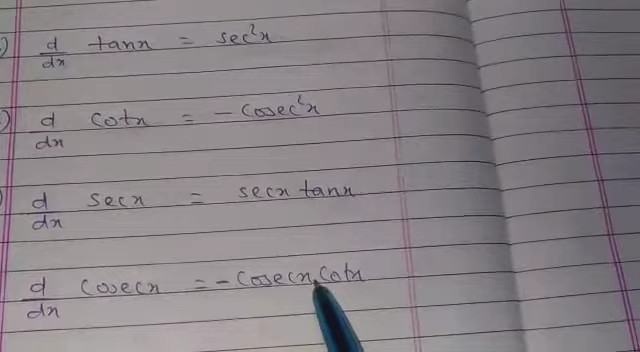 ) d/dx tanx = sec²x
) d/dx cotx = -cosec²x
) d/dx secx = secx tanx
d/dx cosecx = -cosecx.cotx